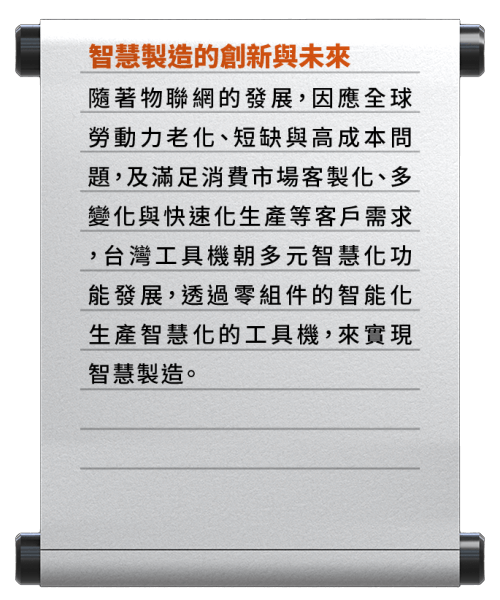 智慧製造的創新與未來
隨著物聯網的發展，因應全球
勞動力老化、短缺與高成本問
題，及滿足消費市場客製化、多
變化與快速化生產等客戶需求
，台灣工具機朝多元智慧化功
能發展，透過零組件的智能化
生產智慧化的工具機，來實現
智慧製造。